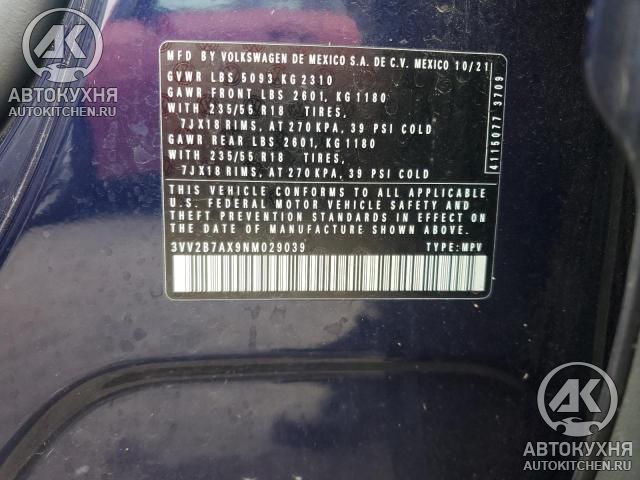 AK
АВТОКУХНЯ
AUTOKITCHEN.RU
MFD BY VOLKSWAGEN DE MEXICO S.A. DE C.V. MEXICO 10/21
GVWR LBS 5093 KG 2310
GAWR FRONT LBS 2601, KG 1180
WITH 235/55 R18 TIRES,
7JX18 RIMS, AT 270 KPA, 39 PSI COLD
GAWR REAR LBS 2601, KG 1180
WITH 235/55 R18 TIRES,
7JX18 RIMS, AT 270 KPA, 39 PSI COLD
THIS VEHICLE CONFORMS TO ALL APPLICABLE
U.S. FEDERAL MOTOR VEHICLE SAFETY AND
THEFT PREVENTION STANDARDS IN EFFECT ON
THE DATE OF MANUFACTURE SHOWN ABOVE.
3VV2B7AX9NM029039 TYPE: MPV
4115077 3709
AK
АВТОКУХНЯ
AUTOKITCHEN.RU